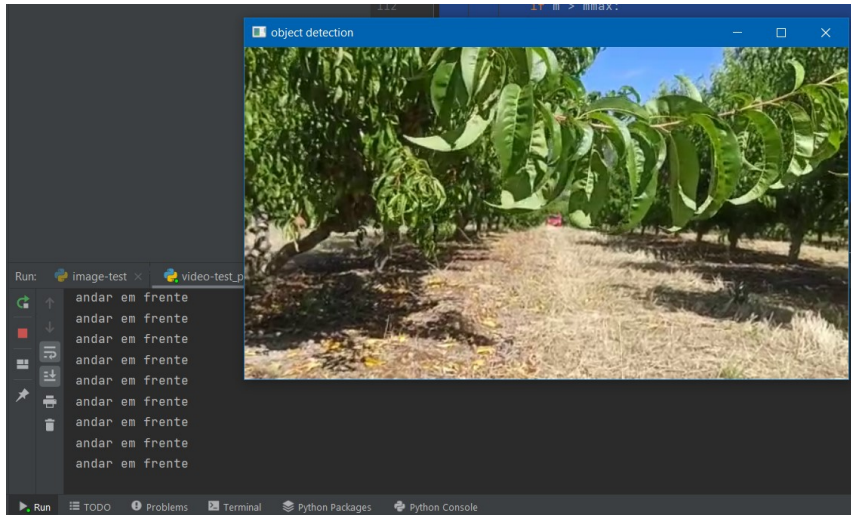 112
if m > mmax:
object detection
Run:
image-test
video-test_p
andar em frente
andar em frente
andar em frente
andar em frente
andar em frente
andar em frente
andar em frente
andar em frente
andar em frente
Run
TODO
Problems
Terminal
Python Packages
Python Console